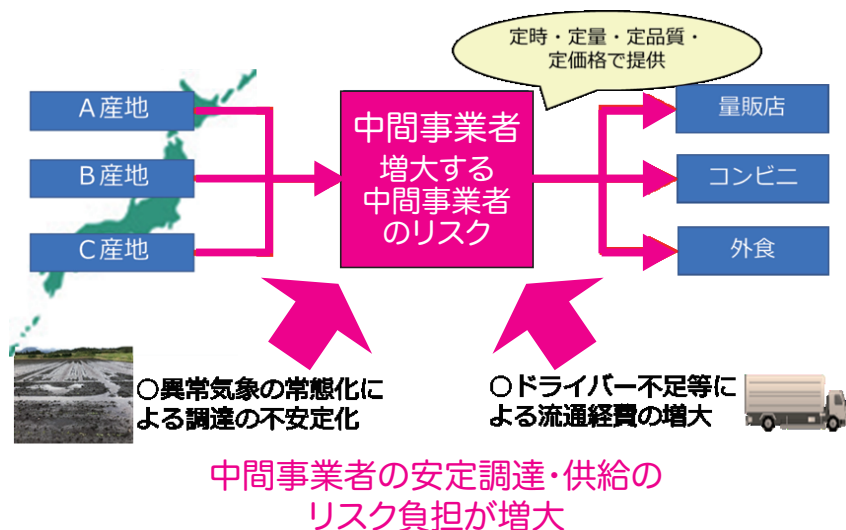 定時・定量・定品質・
定価格で提供
A産地
B産地
C産地
中間事業者
増大する
中間事業者
のリスク
量販店
コンビニ
外食
○異常気象の常態化に
よる調達の不安定化
○ドライバー不足等に
よる流通経費の増大
中間事業者の安定調達・供給の
リスク負担が増大